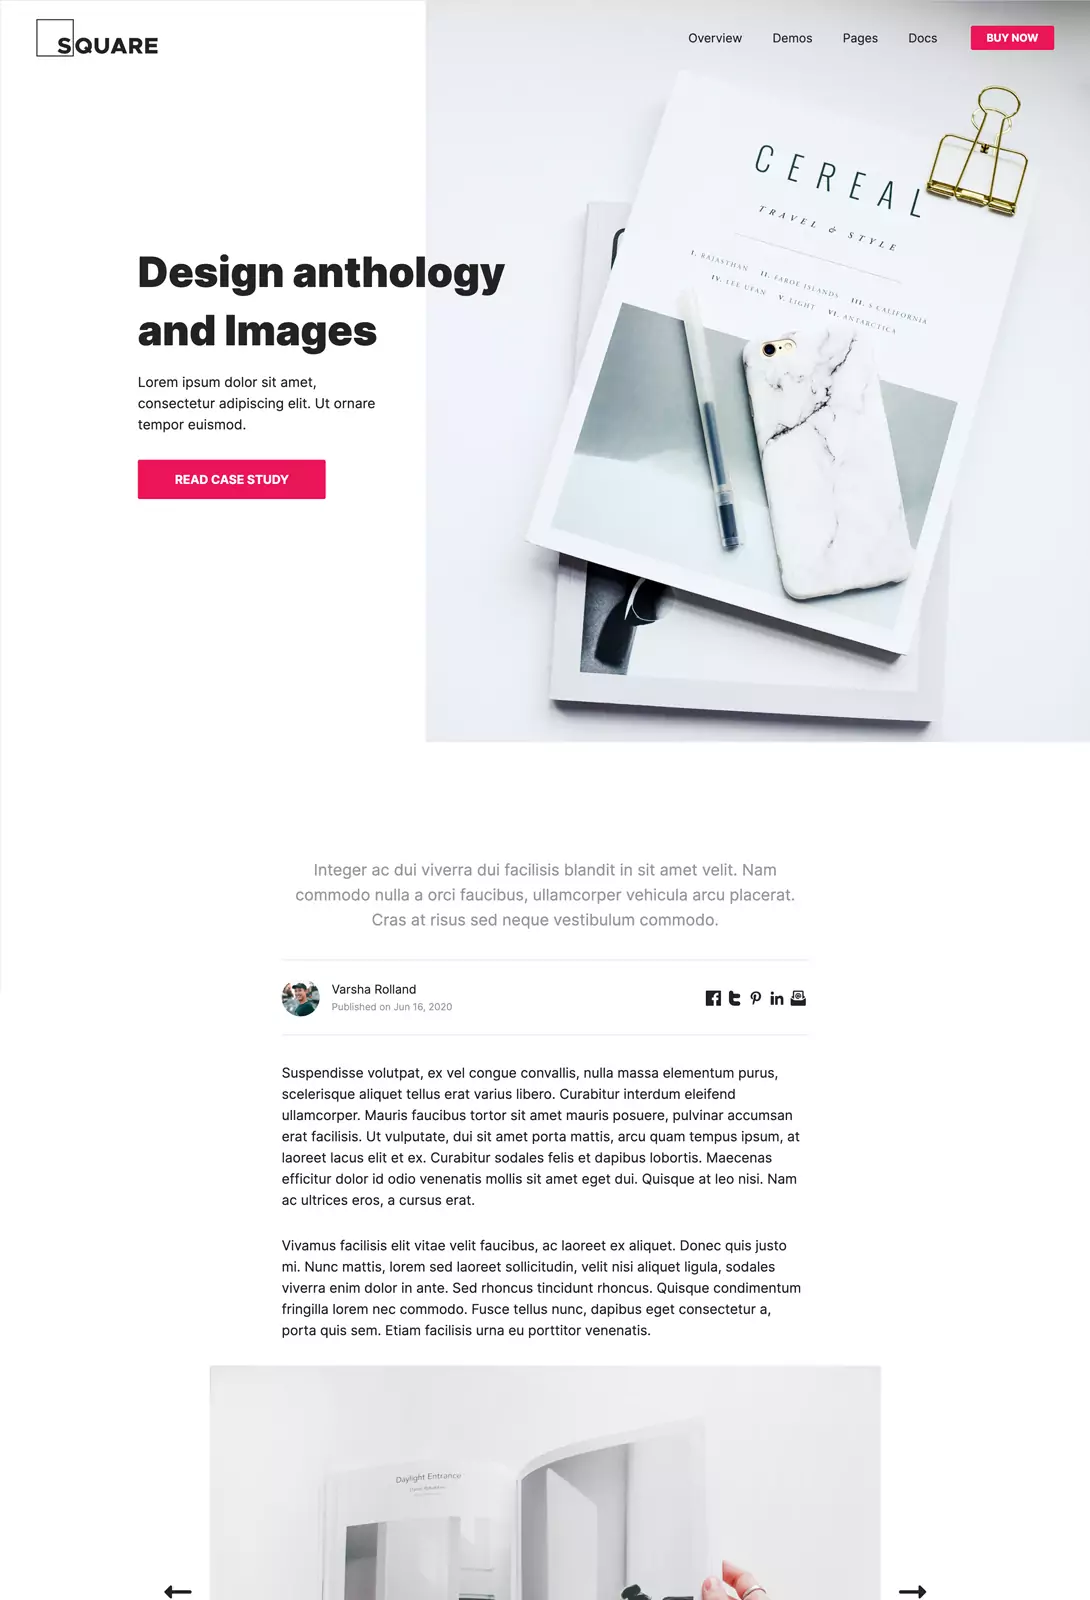 SQUARE
Overview Demos Pages Docs BUY NOW
CEREAL
TRAVEL & STYLE
I. RAJASTHAN II. FAROE ISLANDS III. S CALIFORNIA
IV. LEE UFAN V. LIGHT VI. ANTARCTICA
Design anthology
and Images
Lorem ipsum dolor sit amet,
consectetur adipiscing elit. Ut ornare
tempor euismod.
READ CASE STUDY
Integer ac dui viverra dui facilisis blandit in sit amet velit. Nam
commodo nulla a orci faucibus, ullamcorper vehicula arcu placerat.
Cras at risus sed neque vestibulum commodo.
Varsha Rolland
Published on Jun 16, 2020
Suspendisse volutpat, ex vel congue convallis, nulla massa elementum purus,
scelerisque aliquet tellus erat varius libero. Curabitur interdum eleifend
ullamcorper. Mauris faucibus tortor sit amet mauris posuere, pulvinar accumsan
erat facilisis. Ut vulputate, dui sit amet porta mattis, arcu quam tempus ipsum, at
laoreet lacus elit et ex. Curabitur sodales felis et dapibus lobortis. Maecenas
efficitur dolor id odio venenatis mollis sit amet eget dui. Quisque at leo nisi. Nam
ac ultrices eros, a cursus erat.
Vivamus facilisis elit vitae velit faucibus, ac laoreet ex aliquet. Donec quis justo
mi. Nunc mattis, lorem sed laoreet sollicitudin, velit nisi aliquet ligula, sodales
viverra enim dolor in ante. Sed rhoncus tincidunt rhoncus. Quisque condimentum
fringilla lorem nec commodo. Fusce tellus nunc, dapibus eget consectetur a,
porta quis sem. Etiam facilisis urna eu porttitor venenatis.
Daylight Entrance